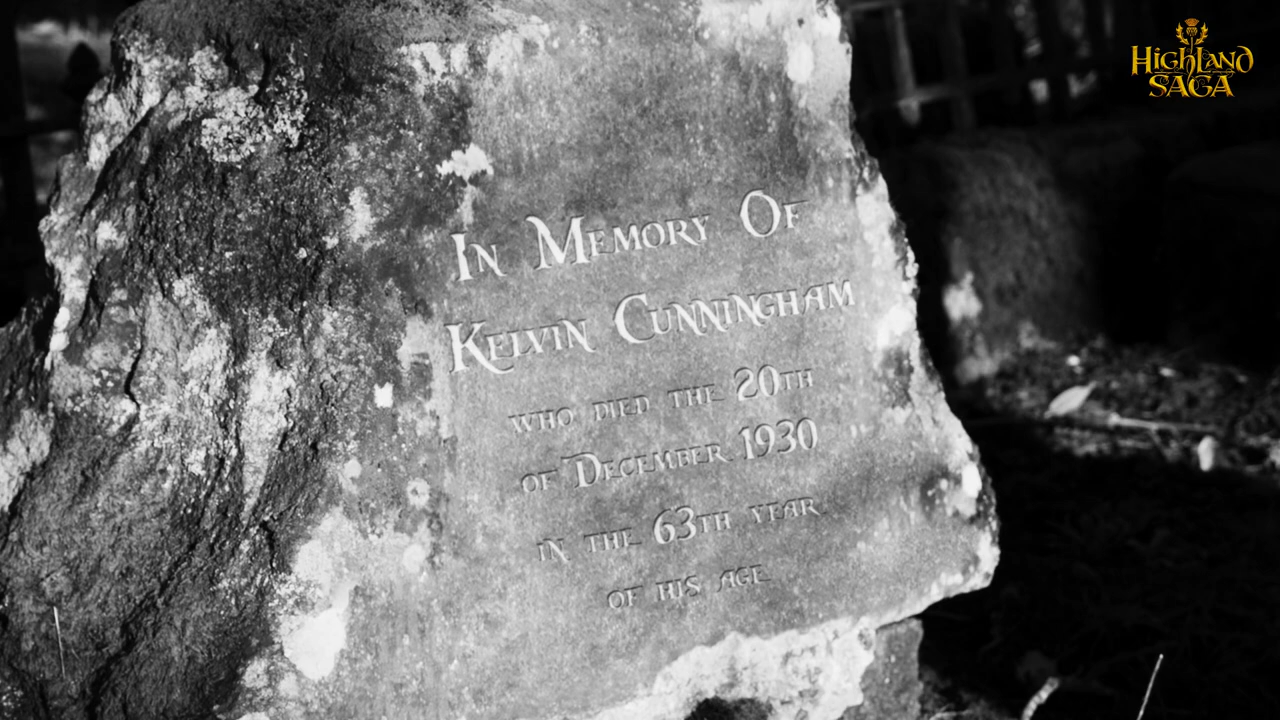 Highland
Saga
In Memory Of
Kelvin Cunningham
who died the 20th
of December 1930
in the 63th year
of his age